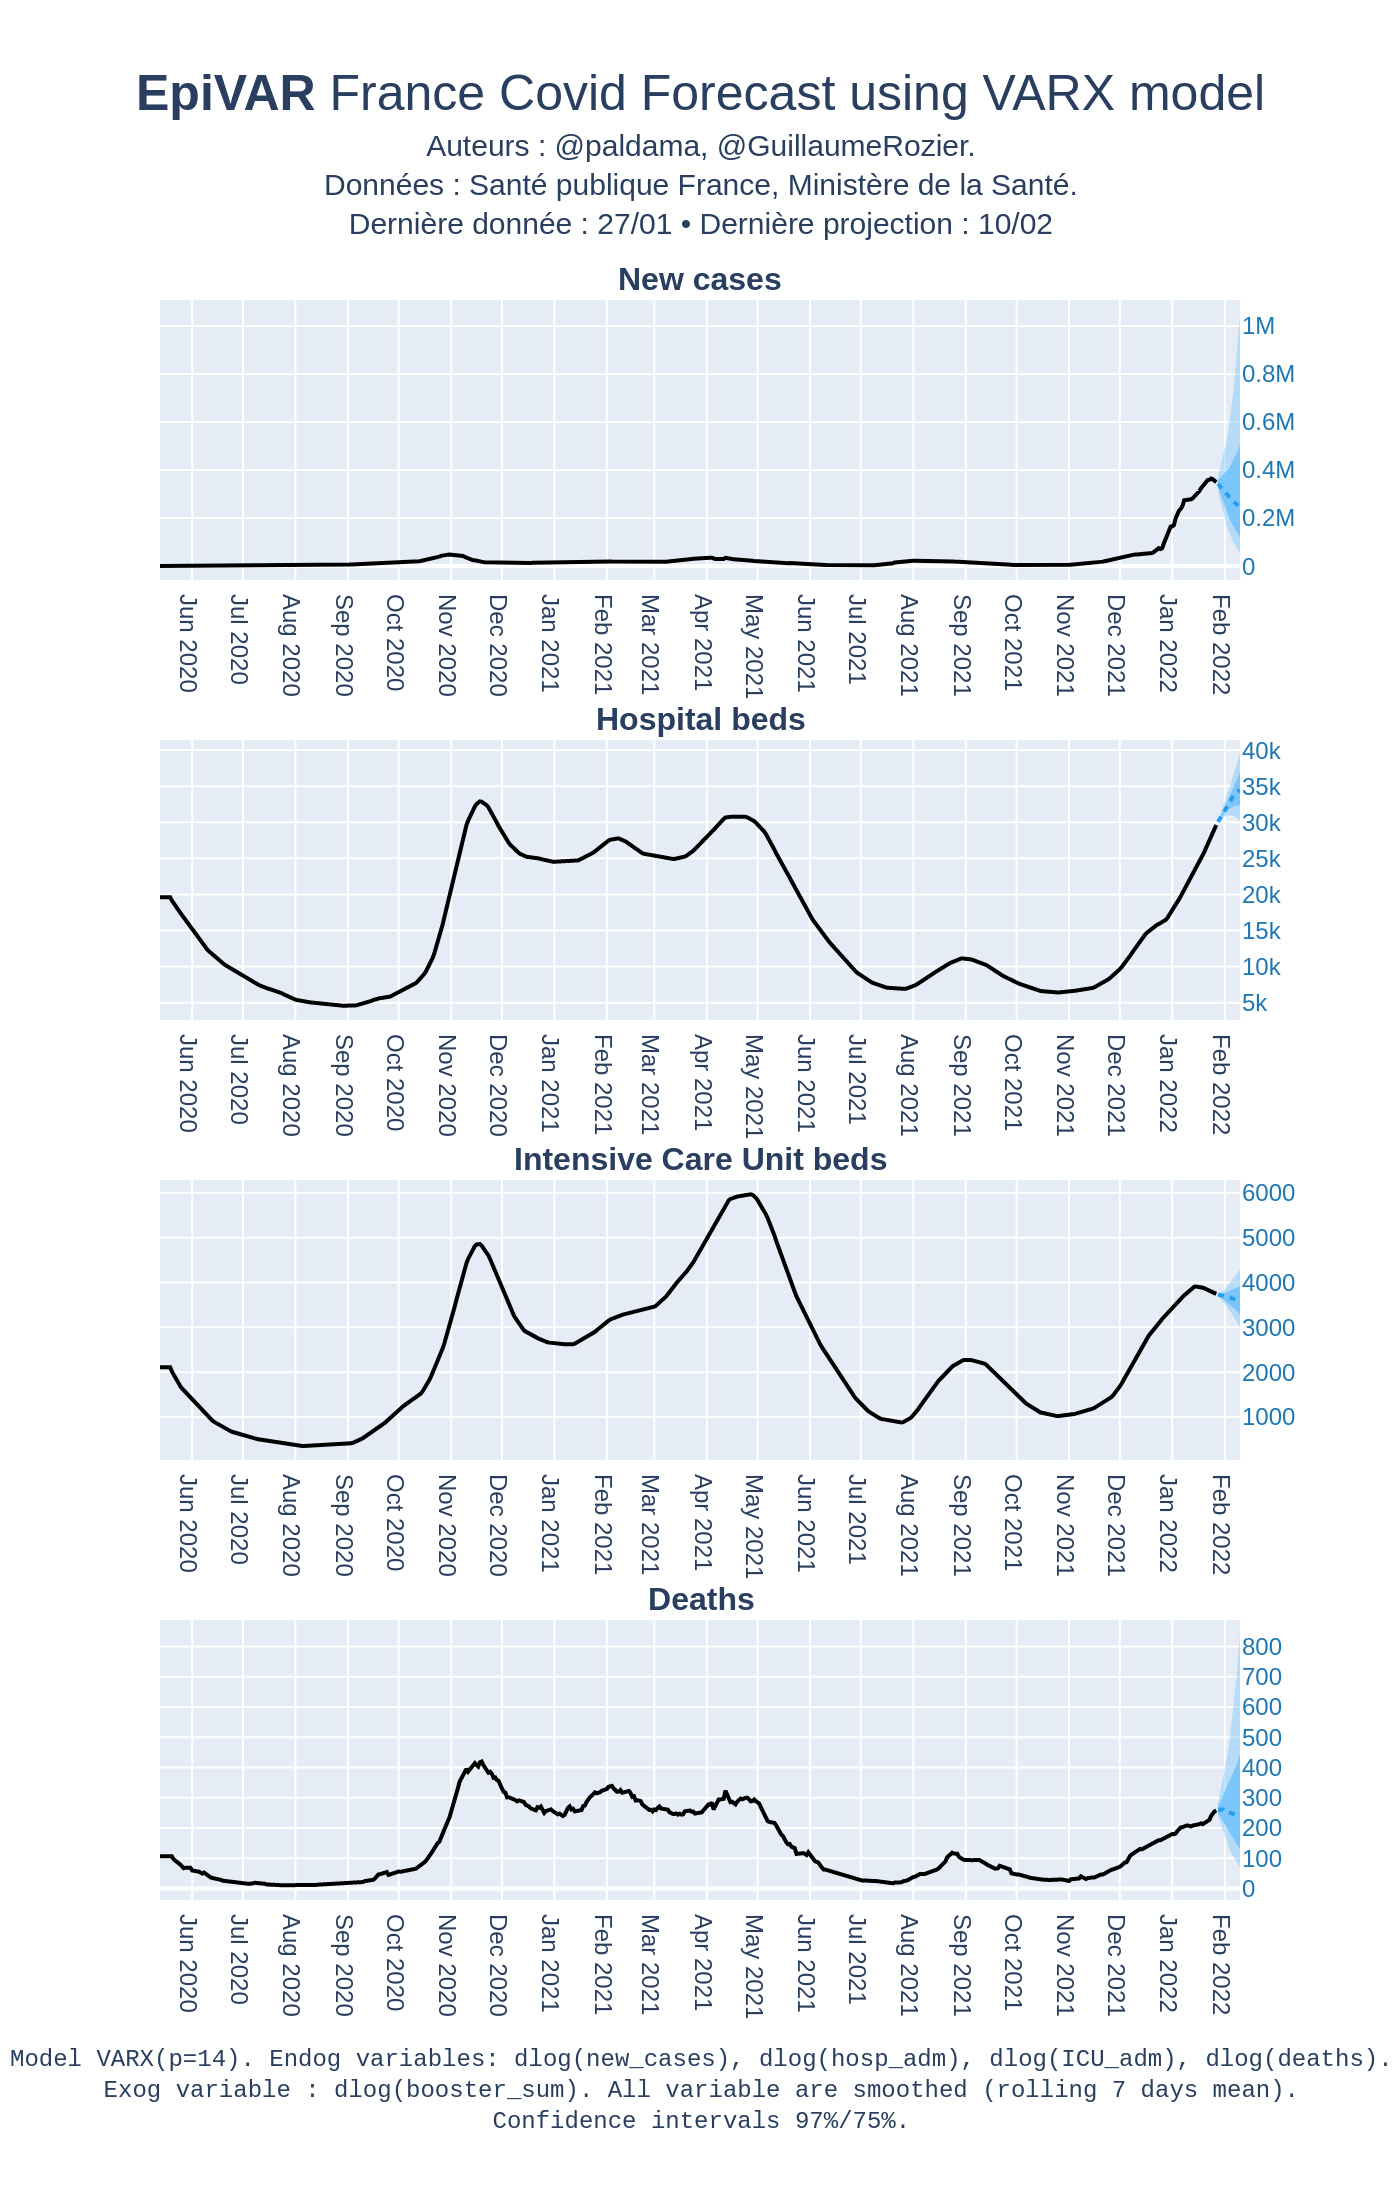 EpiVAR France Covid Forecast using VARX model
Auteurs : @paldama, @GuillaumeRozier.
Données : Santé publique France, Ministère de la Santé.
Dernière donnée : 27/01 • Dernière projection : 10/02
New cases
1M
0.8M
0.6M
0.4M
0.2M
0
Jun 2020
Jul 2020
Aug 2020
Sep 2020
Oct 2020
Nov 2020
Dec 2020
Jan 2021
Feb 2021
Mar 2021
Apr 2021
May 2021
Jun 2021
Jul 2021
Aug 2021
Sep 2021
Oct 2021
Nov 2021
Dec 2021
Jan 2022
Feb 2022
Hospital beds
40k
35k
30k
25k
20k
15k
10k
5k
Jun 2020
Jul 2020
Aug 2020
Sep 2020
Oct 2020
Nov 2020
Dec 2020
Jan 2021
Feb 2021
Mar 2021
Apr 2021
May 2021
Jun 2021
Jul 2021
Aug 2021
Sep 2021
Oct 2021
Nov 2021
Dec 2021
Jan 2022
Feb 2022
Intensive Care Unit beds
6000
5000
4000
3000
2000
1000
Jun 2020
Jul 2020
Aug 2020
Sep 2020
Oct 2020
Nov 2020
Dec 2020
Jan 2021
Feb 2021
Mar 2021
Apr 2021
May 2021
Jun 2021
Jul 2021
Aug 2021
Sep 2021
Oct 2021
Nov 2021
Dec 2021
Jan 2022
Feb 2022
Deaths
800
700
600
500
400
300
200
100
0
Jun 2020
Jul 2020
Aug 2020
Sep 2020
Oct 2020
Nov 2020
Dec 2020
Jan 2021
Feb 2021
Mar 2021
Apr 2021
May 2021
Jun 2021
Jul 2021
Aug 2021
Sep 2021
Oct 2021
Nov 2021
Dec 2021
Jan 2022
Feb 2022
Model VARX(p=14). Endog variables: dlog(new_cases), dlog(hosp_adm), dlog(ICU_adm), dlog(deaths).
Exog variable : dlog(booster_sum). All variable are smoothed (rolling 7 days mean).
Confidence intervals 97%/75%.